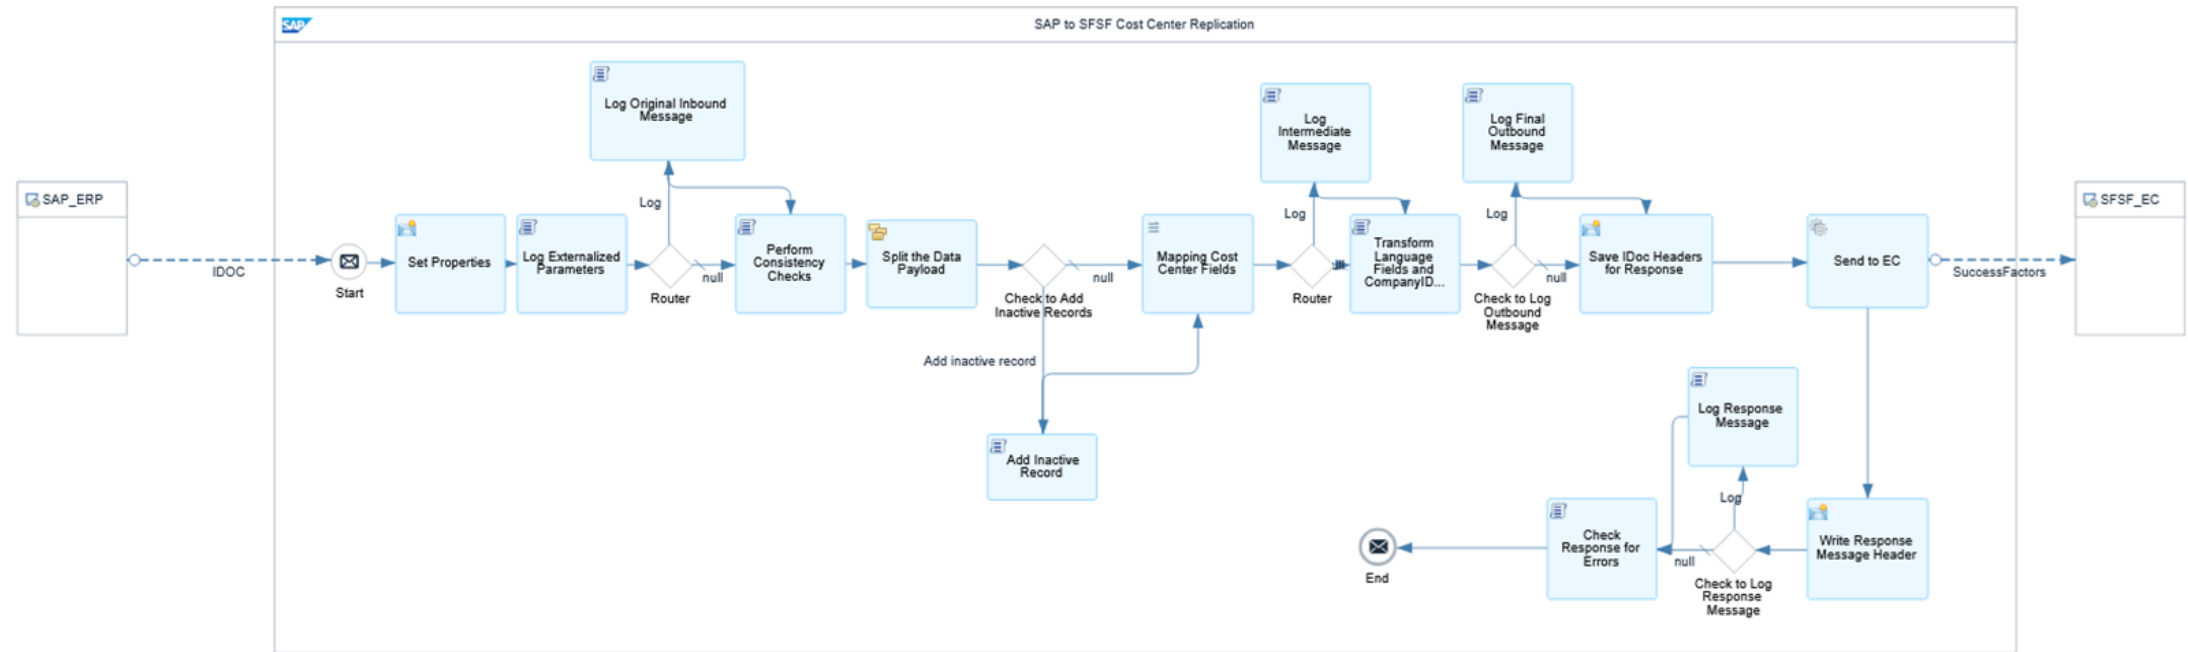 SAP
SAP to SFSF Cost Center Replication
Log Original Inbound
Message
Log
Intermediate
Message
Log Final
Outbound
Message
SAP_ERP
SFSF_EC
Log
Log
Log
IDOC
Start
Set Properties
Log Externalized
Parameters
Router
null
Perform
Consistency
Checks
Split the Data
Payload
Check to Add
Inactive Records
null
Mapping Cost
Center Fields
Router
Transform
Language
Fields and
CompanyID...
Check to Log
Outbound
Message
null
Save IDoc Headers
for Response
Send to EC
SuccessFactors
Add inactive record
Add Inactive
Record
Log Response
Message
Log
End
Check
Response for
Errors
null
Check to Log
Response
Message
Write Response
Message Header